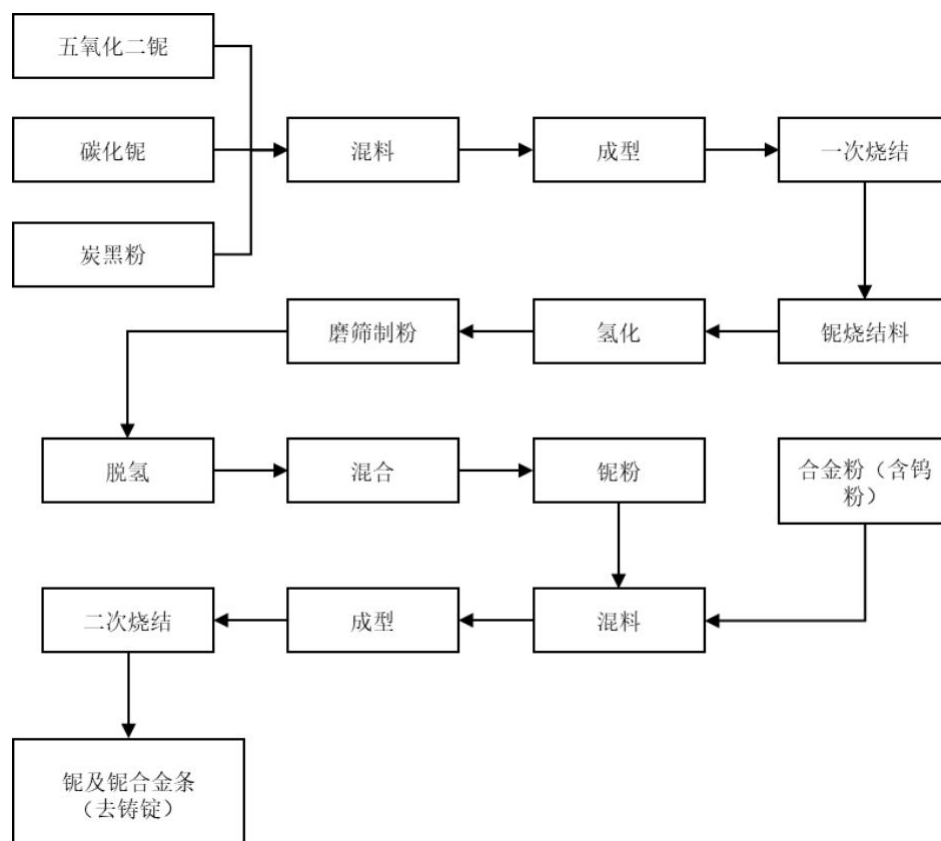 五氧化二铌
碳化铌
炭黑粉
混料
成型
一次烧结
铌烧结料
氢化
磨筛制粉
脱氢
混合
铌粉
合金粉（含钨
粉）
混料
成型
二次烧结
铌及铌合金条
（去铸锭）